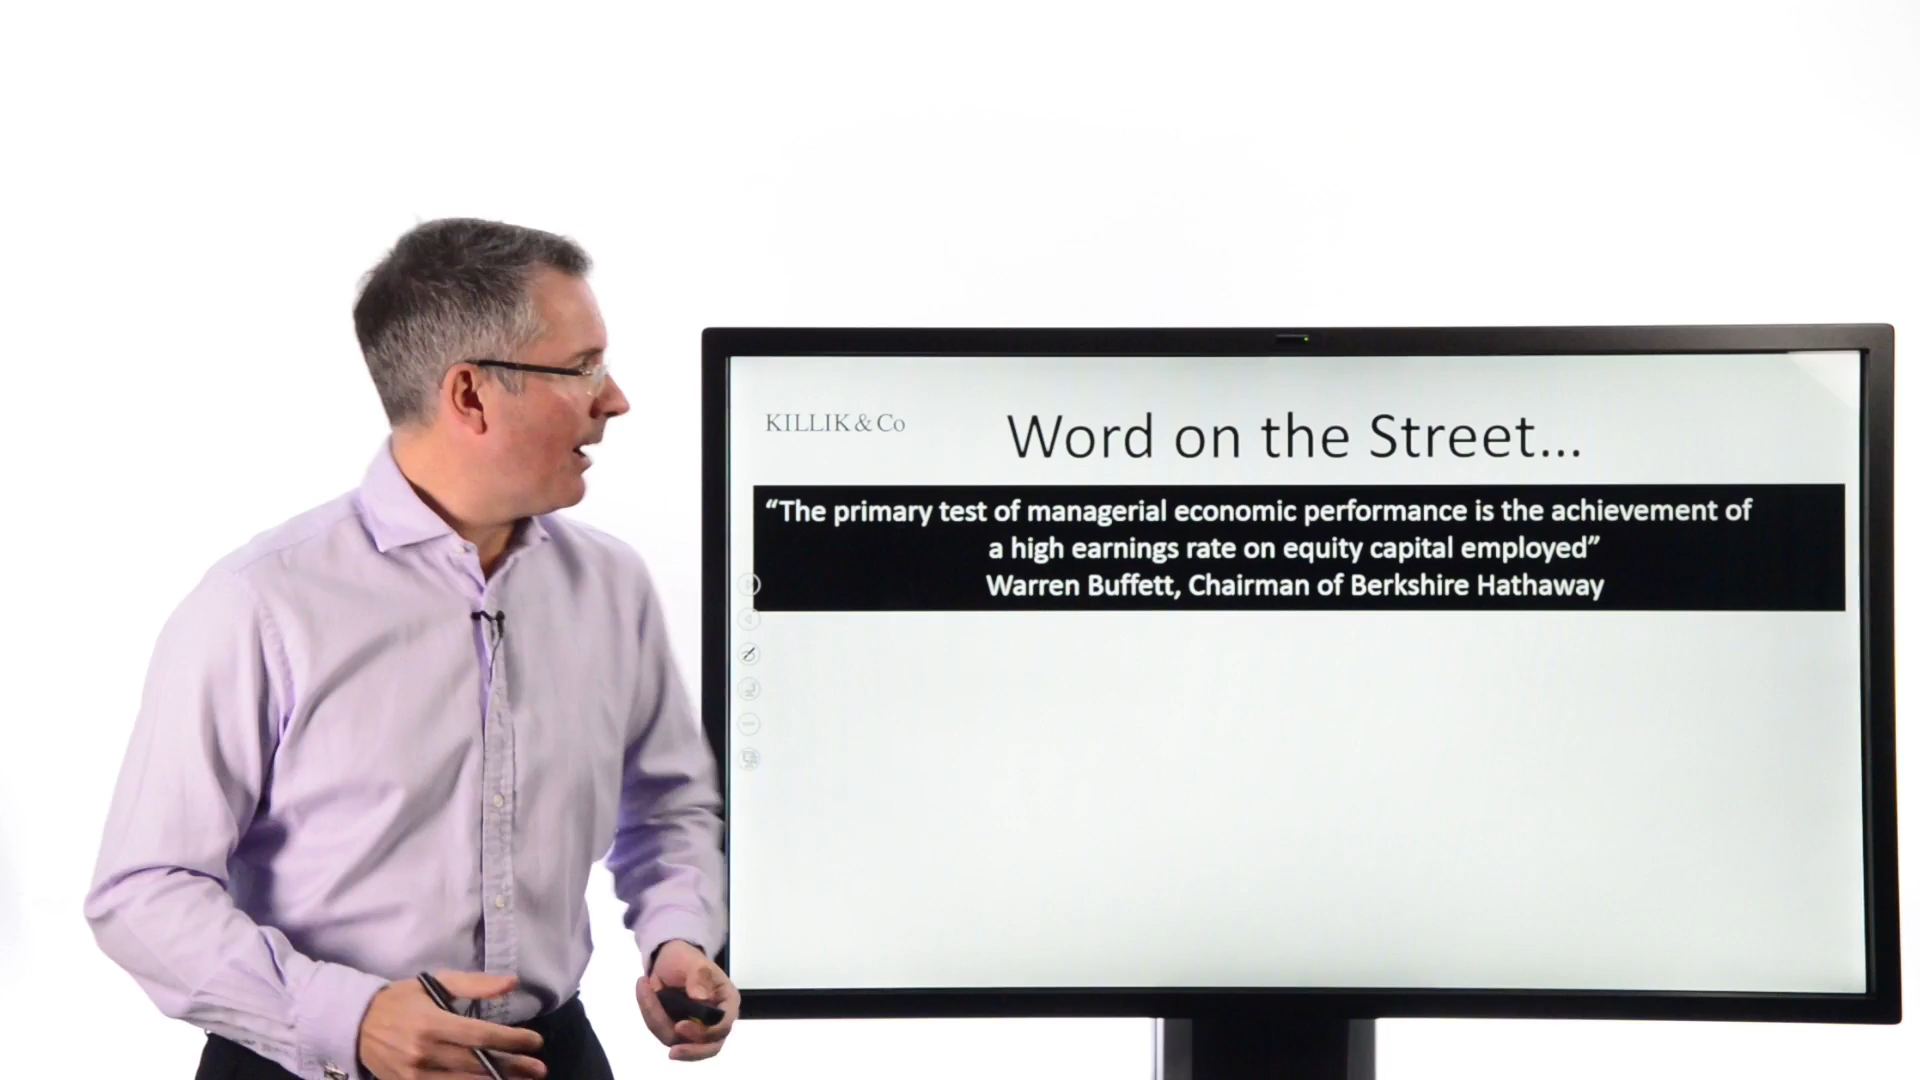 KILLIK & Co
Word on the Street...
“The primary test of managerial economic performance is the achievement of
a high earnings rate on equity capital employed”
Warren Buffett, Chairman of Berkshire Hathaway